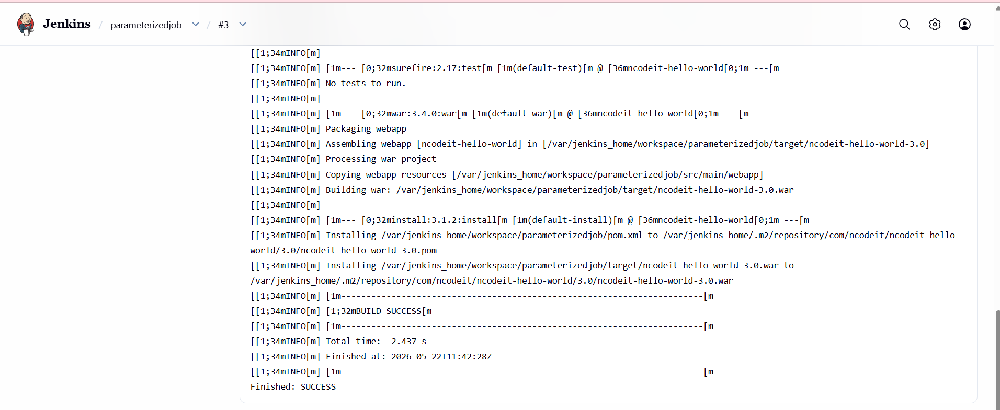 Jenkins / parameterizedjob / #3
[[1;34mINFO[m]
[[1;34mINFO[m] [1m--- [0;32msurefire:2.17:test[m [1m(default-test)[m @ [36mncodeit-hello-world[0;1m ---[m
[[1;34mINFO[m] No tests to run.
[[1;34mINFO[m]
[[1;34mINFO[m] [1m--- [0;32mwar:3.4.0:war[m [1m(default-war)[m @ [36mncodeit-hello-world[0;1m ---[m
[[1;34mINFO[m] Packaging webapp
[[1;34mINFO[m] Assembling webapp [ncodeit-hello-world] in [/var/jenkins_home/workspace/parameterizedjob/target/ncodeit-hello-world-3.0]
[[1;34mINFO[m] Processing war project
[[1;34mINFO[m] Copying webapp resources [/var/jenkins_home/workspace/parameterizedjob/src/main/webapp]
[[1;34mINFO[m] Building war: /var/jenkins_home/workspace/parameterizedjob/target/ncodeit-hello-world-3.0.war
[[1;34mINFO[m]
[[1;34mINFO[m] [1m--- [0;32minstall:3.1.2:install[m [1m(default-install)[m @ [36mncodeit-hello-world[0;1m ---[m
[[1;34mINFO[m] Installing /var/jenkins_home/workspace/parameterizedjob/pom.xml to /var/jenkins_home/.m2/repository/com/ncodeit/ncodeit-hello-
world/3.0/ncodeit-hello-world-3.0.pom
[[1;34mINFO[m] Installing /var/jenkins_home/workspace/parameterizedjob/target/ncodeit-hello-world-3.0.war to
/var/jenkins_home/.m2/repository/com/ncodeit/ncodeit-hello-world/3.0/ncodeit-hello-world-3.0.war
[[1;34mINFO[m] [1m------------------------------------------------------------------------[m
[[1;34mINFO[m] [1;32mBUILD SUCCESS[m
[[1;34mINFO[m] [1m------------------------------------------------------------------------[m
[[1;34mINFO[m] Total time:  2.437 s
[[1;34mINFO[m] Finished at: 2026-05-22T11:42:28Z
[[1;34mINFO[m] [1m------------------------------------------------------------------------[m
Finished: SUCCESS